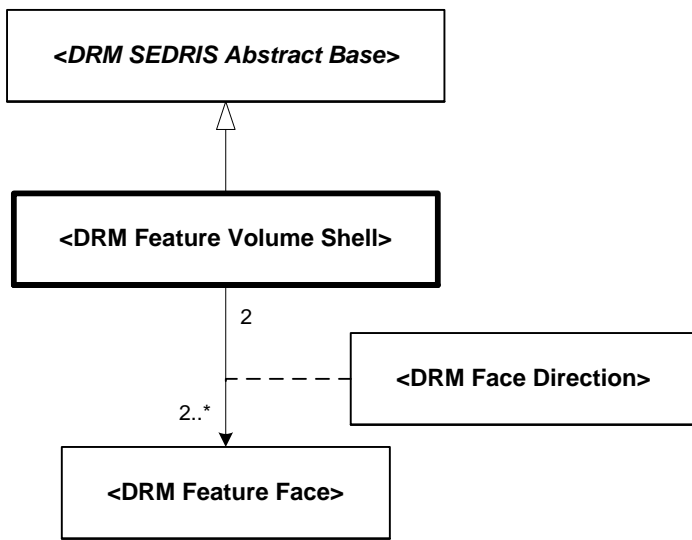 <DRM SEDRIS Abstract Base>
<DRM Feature Volume Shell>
2
<DRM Face Direction>
2..*
<DRM Feature Face>